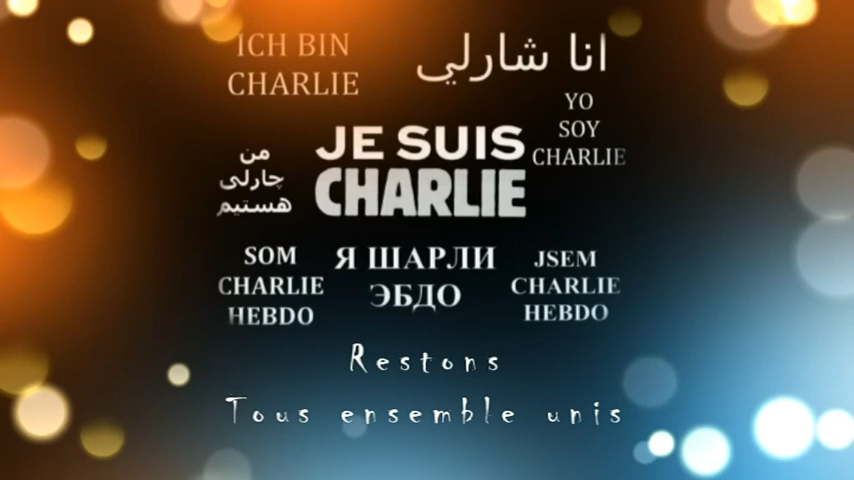 ICH BIN
CHARLIE
انا شارلي
YO
SOY
CHARLIE
JE SUIS
CHARLIE
من
چارلی
هستیم
SOM
CHARLIE
HEBDO
Я ШАРЛИ
ЭБДО
JSEM
CHARLIE
HEBDO
Restons
Tous ensemble unis